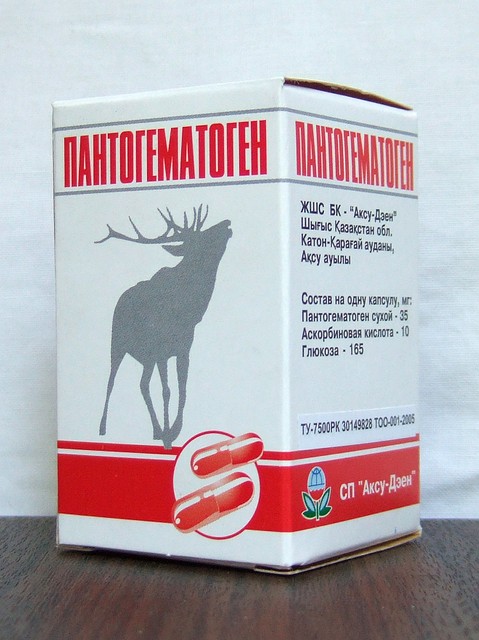 ПАНТОГЕМАТОГЕН
ПАНТОГЕМАТОГЕН
ЖШС БК - "Аксу-Дэен"
Шығыс Қазақстан обл.
Катон-Қарағай ауданы,
Ақсу ауылы
Состав на одну капсулу, мг:
Пантогематоген сухой - 35
Аскорбиновая кислота - 10
Глюкоза - 165
ТУ-7500РК 30149828 ТОО-001-2005
СП "Аксу-Дэен"